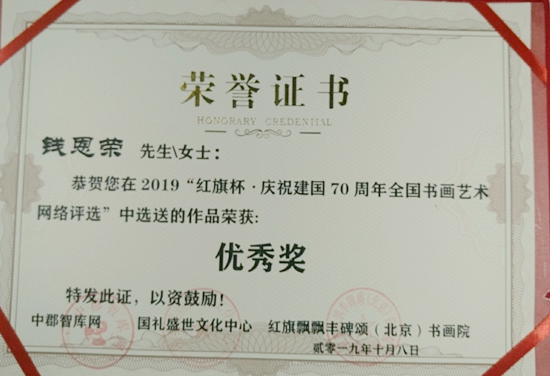 荣誉证书
HONORARY CREDENTIAL
钱恩荣 先生\女士：
恭贺您在2019“红旗杯·庆祝建国70周年全国书画艺术
网络评选”中选送的作品荣获：
优秀奖
特发此证，以资鼓励！
中郡智库网 国礼盛世文化中心 红旗飘飘丰碑颂（北京）书画院
贰零一九年十月八日